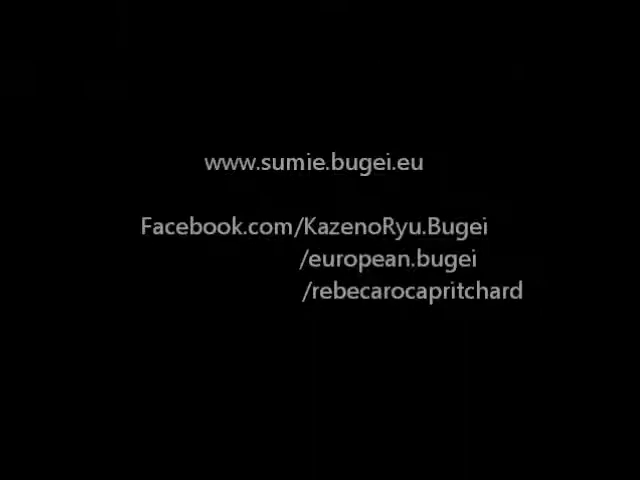 www.sumie.bugei.eu
Facebook.com/KazenoRyu.Bugei
/european.bugei
/rebecarocapritchard